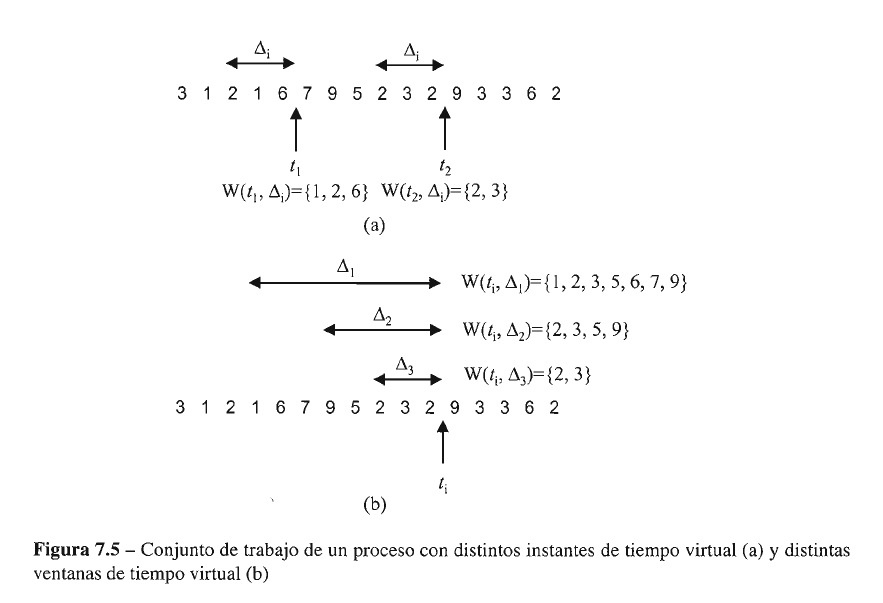 Δi Δi
3 1 2 1 6 7 9 5 2 3 2 9 3 3 6 2
t1 t2
W(t1, Δi)={1, 2, 6} W(t2, Δi)={2, 3}
(a)
Δ1 W(ti, Δ1)={1, 2, 3, 5, 6, 7, 9}
Δ2 W(ti, Δ2)={2, 3, 5, 9}
Δ3 W(ti, Δ3)={2, 3}
3 1 2 1 6 7 9 5 2 3 2 9 3 3 6 2
ti
(b)
Figura 7.5 – Conjunto de trabajo de un proceso con distintos instantes de tiempo virtual (a) y distintas
ventanas de tiempo virtual (b)